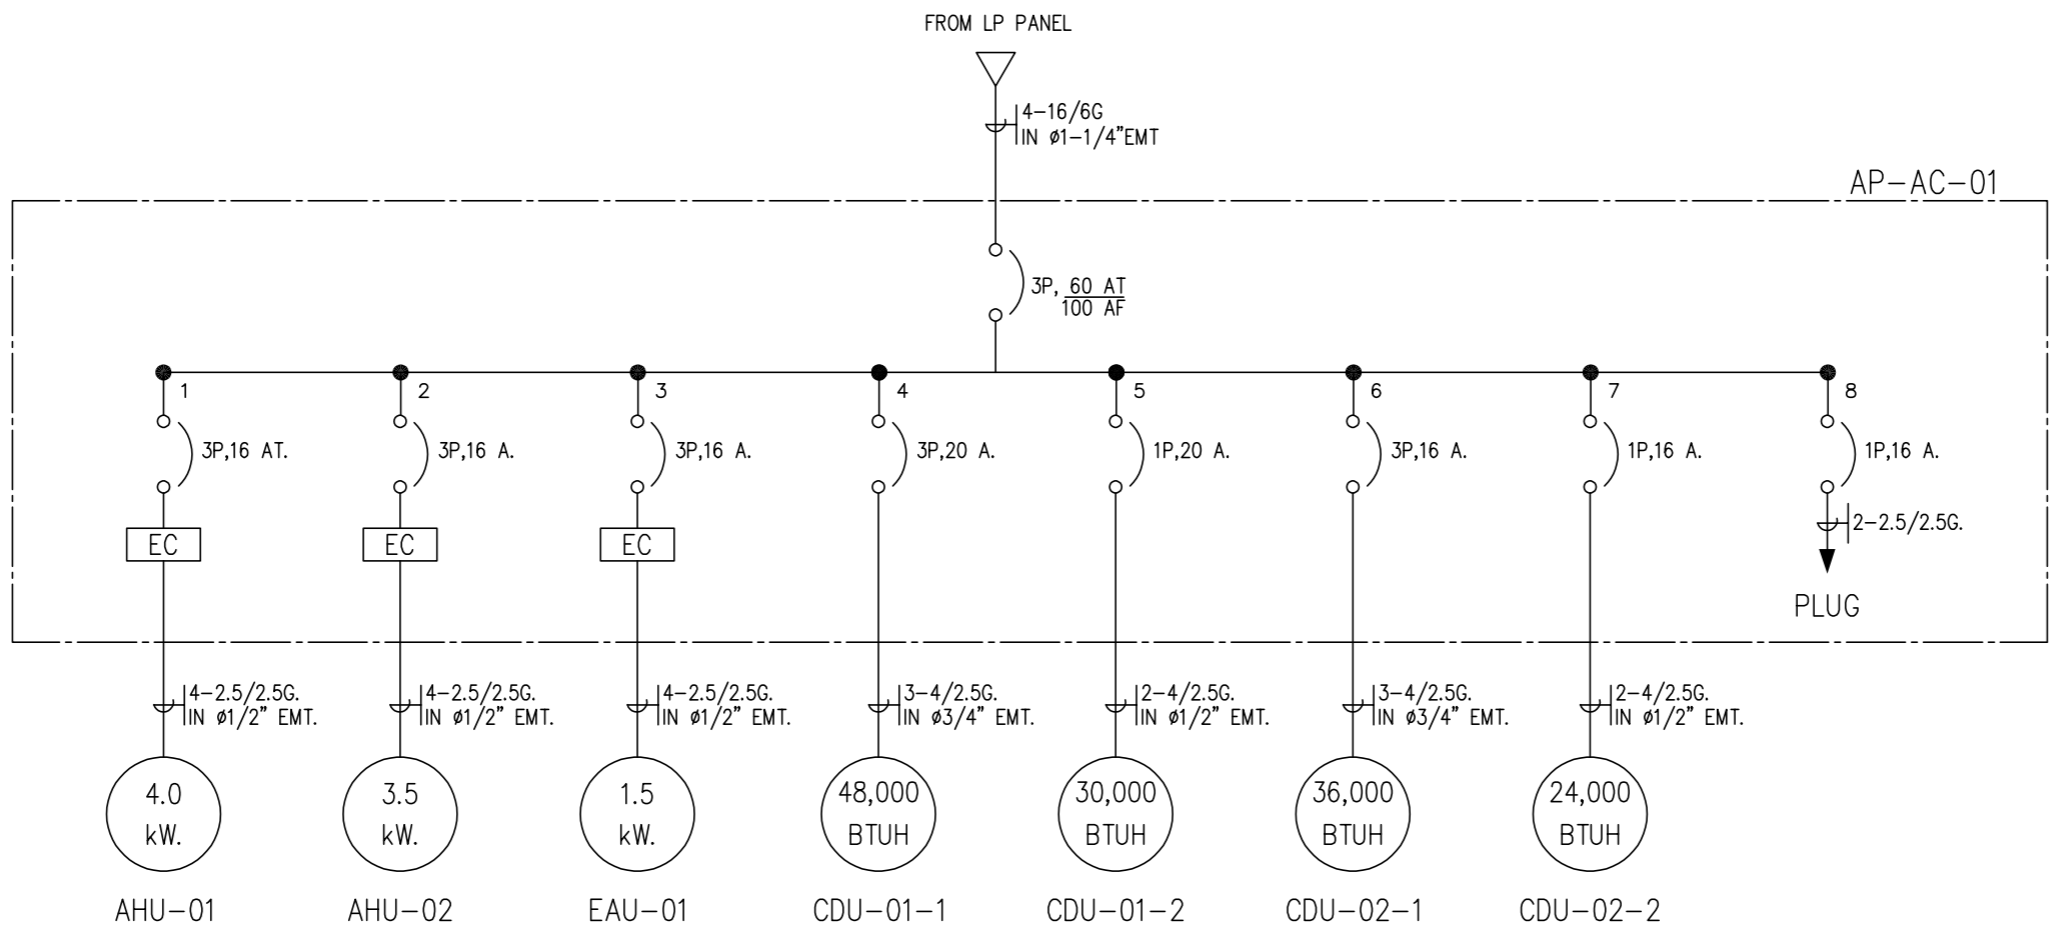 FROM LP PANEL
4-16/6G
IN ø1-1/4"EMT
AP-AC-01
3P, 60 AT
100 AF
1
2
3
4
5
6
7
8
3P,16 AT.
3P,16 A.
3P,16 A.
3P,20 A.
1P,20 A.
3P,16 A.
1P,16 A.
1P,16 A.
EC
EC
EC
2-2.5/2.5G.
PLUG
4-2.5/2.5G.
IN ø1/2" EMT.
4-2.5/2.5G.
IN ø1/2" EMT.
4-2.5/2.5G.
IN ø1/2" EMT.
3-4/2.5G.
IN ø3/4" EMT.
2-4/2.5G.
IN ø1/2" EMT.
3-4/2.5G.
IN ø3/4" EMT.
2-4/2.5G.
IN ø1/2" EMT.
4.0
kW.
3.5
kW.
1.5
kW.
48,000
BTUH
30,000
BTUH
36,000
BTUH
24,000
BTUH
AHU-01
AHU-02
EAU-01
CDU-01-1
CDU-01-2
CDU-02-1
CDU-02-2